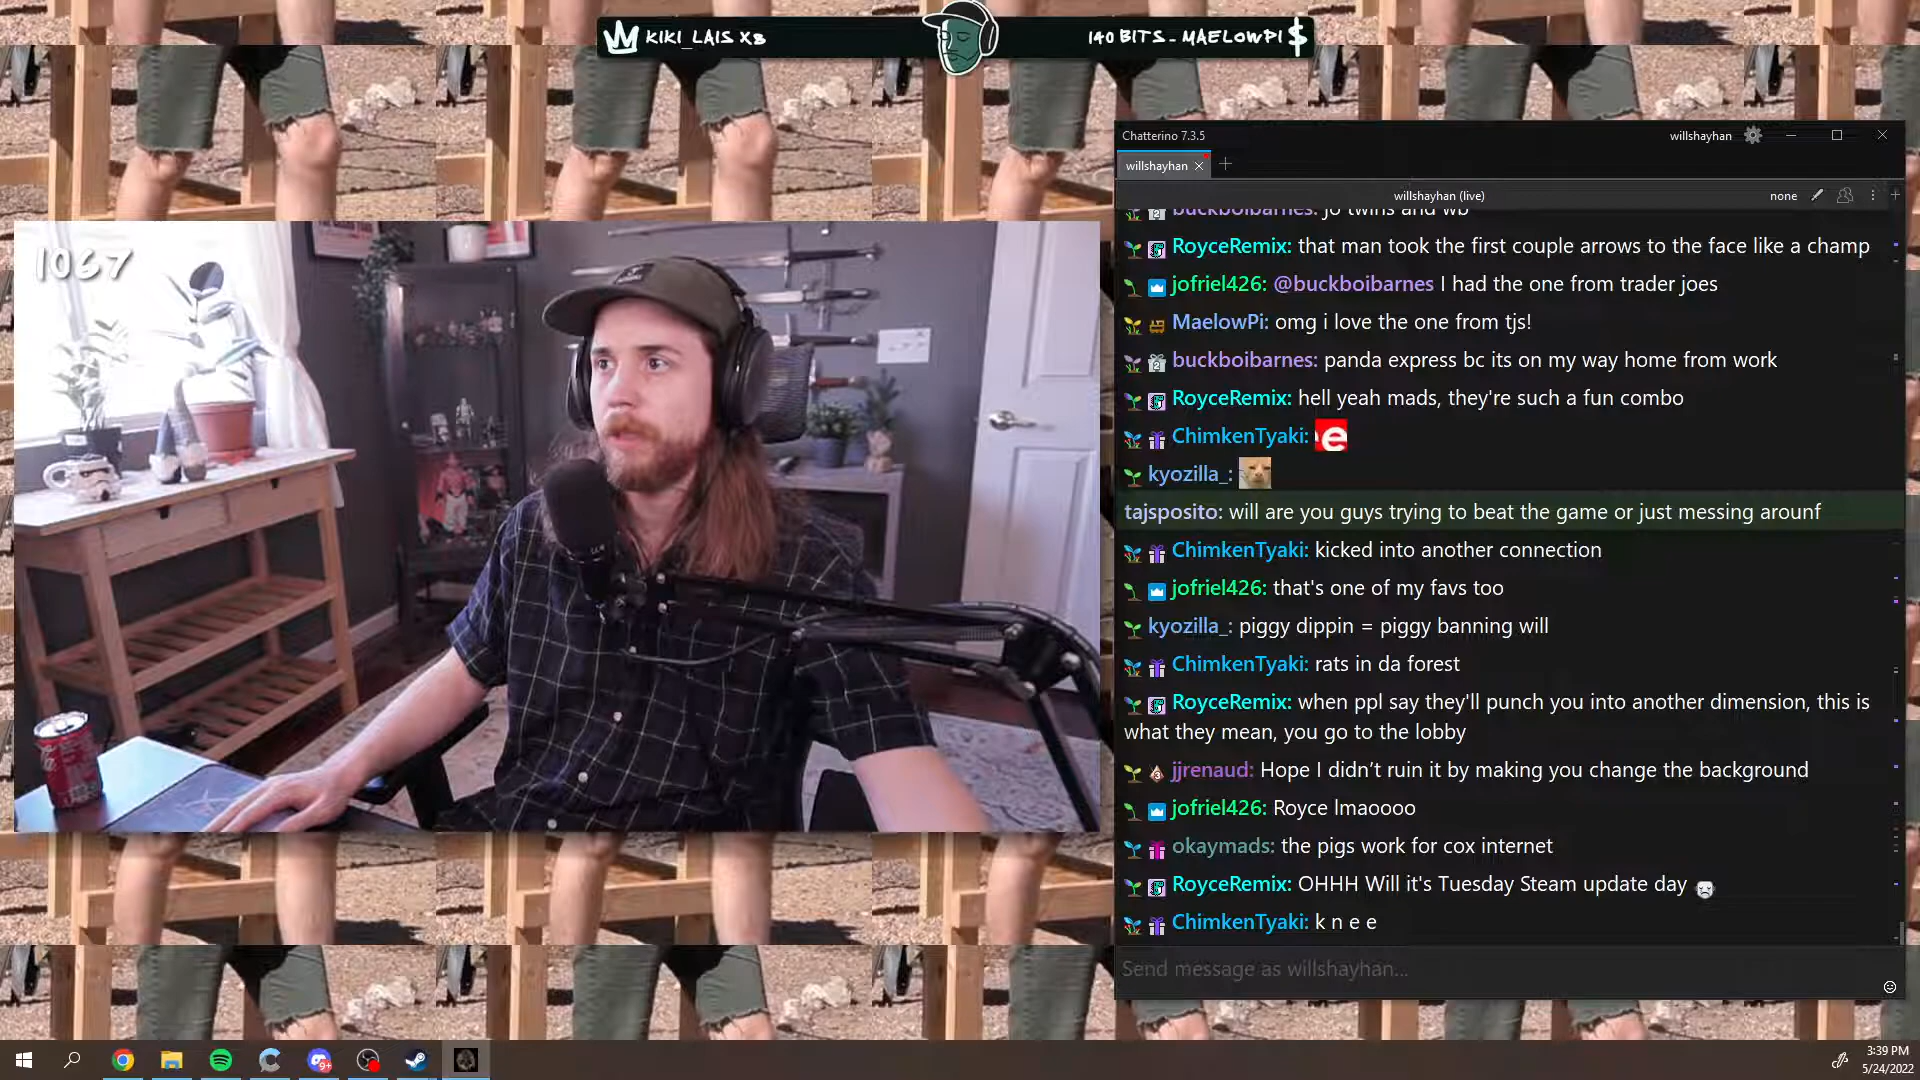 KIKI_LAIS X3
140 BITS - MAELOWPI $
Chatterino 7.3.5
willshayhan
willshayhan
willshayhan (live)
none
buckboibarnes: jo twins and wb
RoyceRemix: that man took the first couple arrows to the face like a champ
1067
jofriel426: @buckboibarnes I had the one from trader joes
MaelowPi: omg i love the one from tjs!
buckboibarnes: panda express bc its on my way home from work
RoyceRemix: hell yeah mads, they're such a fun combo
ChimkenTyaki: e
kyozilla_:
tajsposito: will are you guys trying to beat the game or just messing arounf
ChimkenTyaki: kicked into another connection
jofriel426: that's one of my favs too
kyozilla_: piggy dippin = piggy banning will
ChimkenTyaki: rats in da forest
RoyceRemix: when ppl say they'll punch you into another dimension, this is
what they mean, you go to the lobby
jjrenaud: Hope I didn’t ruin it by making you change the background
jofriel426: Royce lmaoooo
okaymads: the pigs work for cox internet
RoyceRemix: OHHH Will it's Tuesday Steam update day
ChimkenTyaki: k n e e
Send message as willshayhan...
9+
3:39 PM
5/24/2022